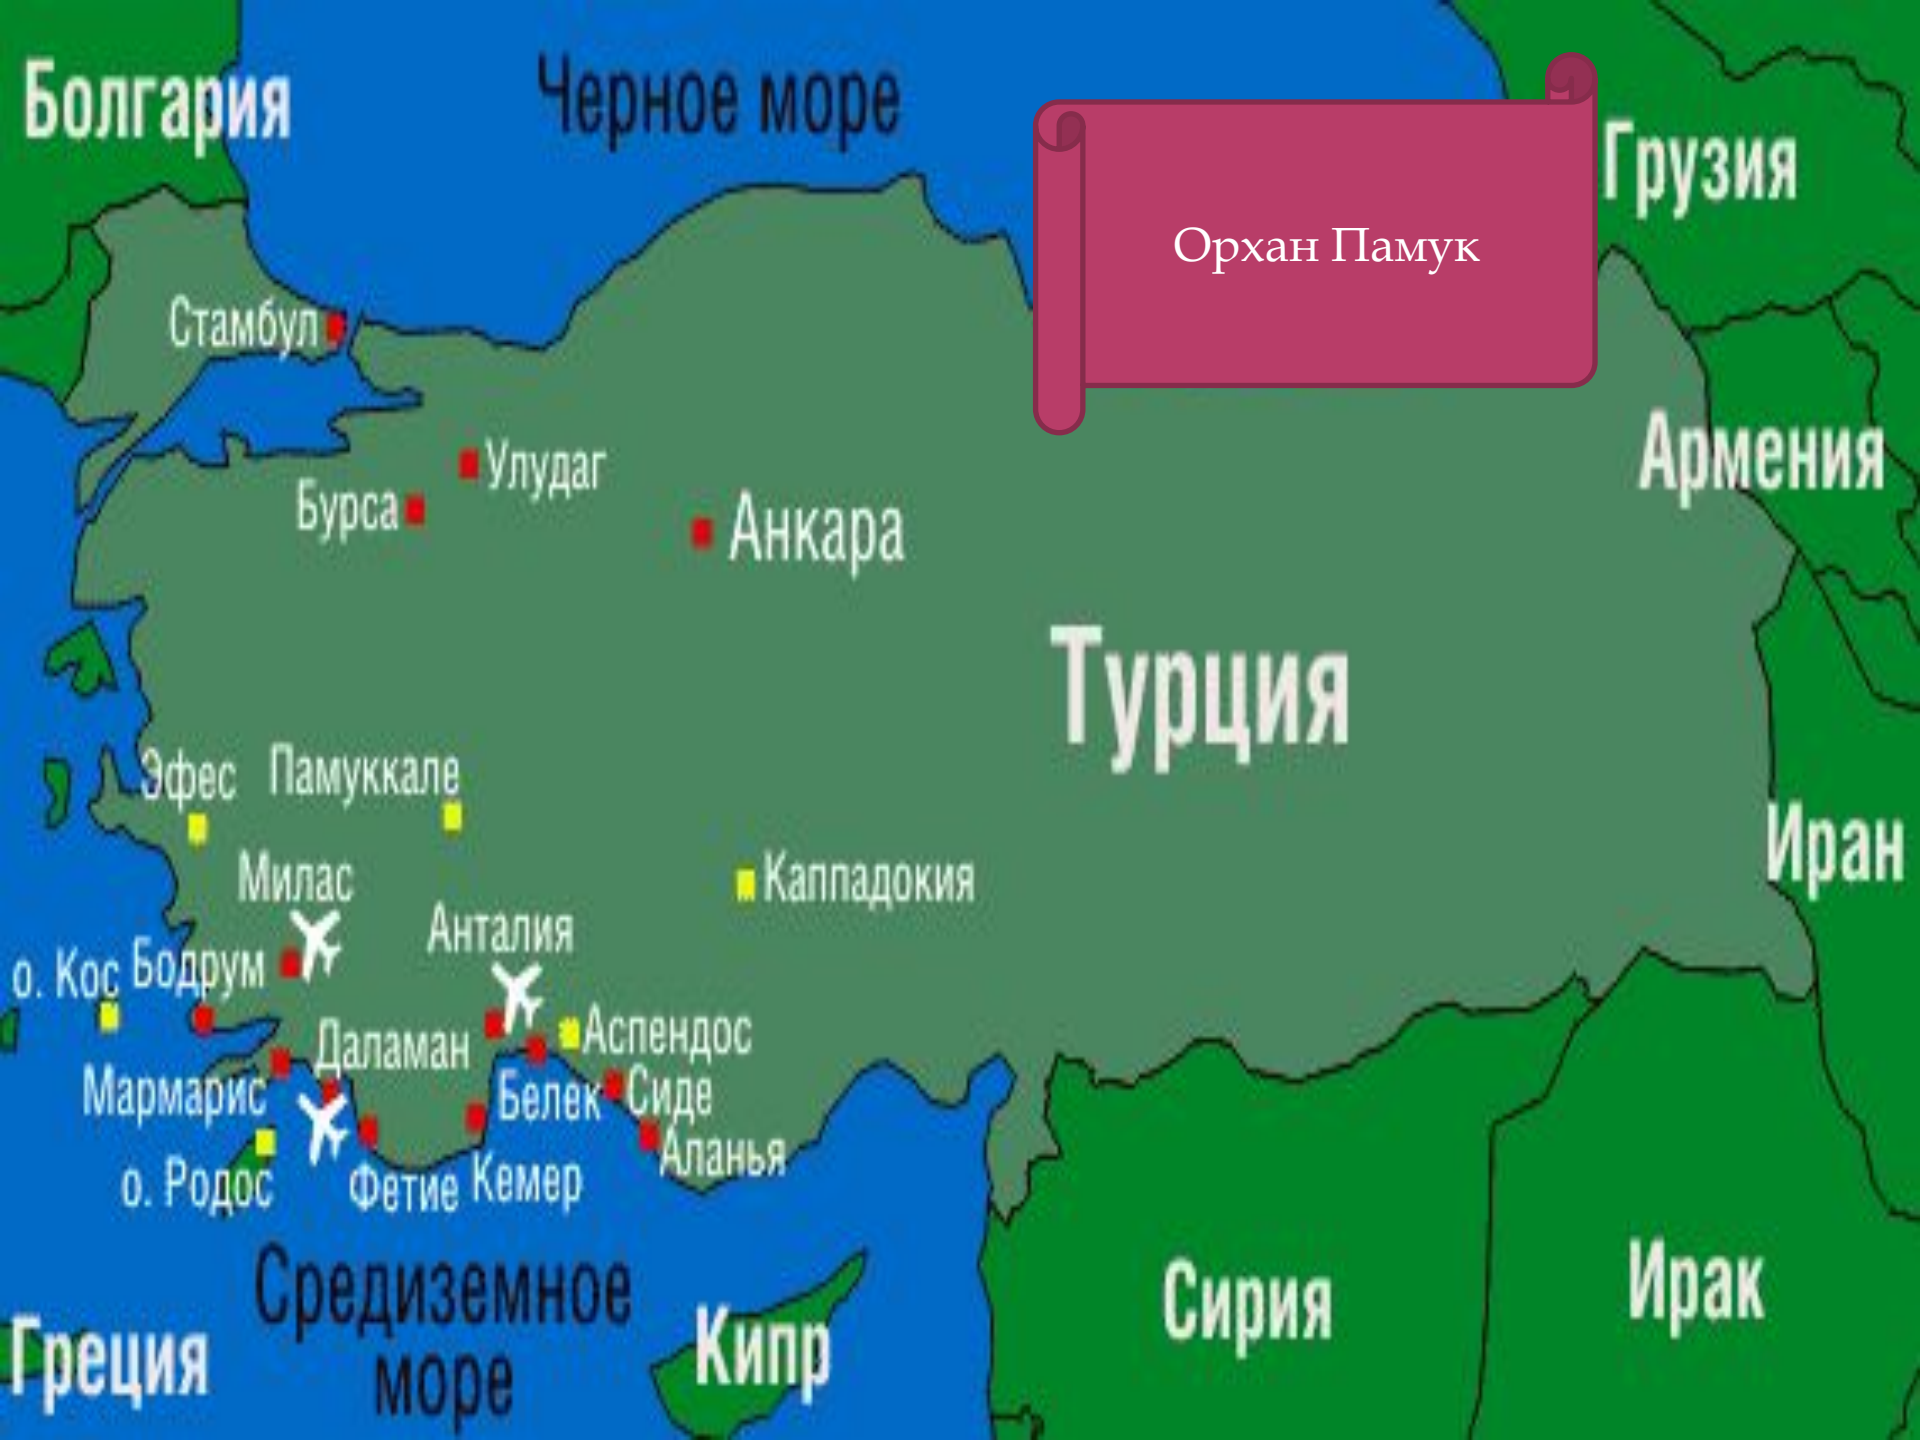 Болгария
Черное море
Орхан Памук
Грузия
Стамбул
Улудаг
Бурса
Анкара
Армения
Турция
Эфес
Памуккале
Иран
Милас
Каппадокия
Анталия
о. Кос
Бодрум
Аспендос
Даламан
Мармарис
Белек
Сиде
Аланья
о. Родос
Фетие
Кемер
Средиземное
море
Греция
Кипр
Сирия
Ирак